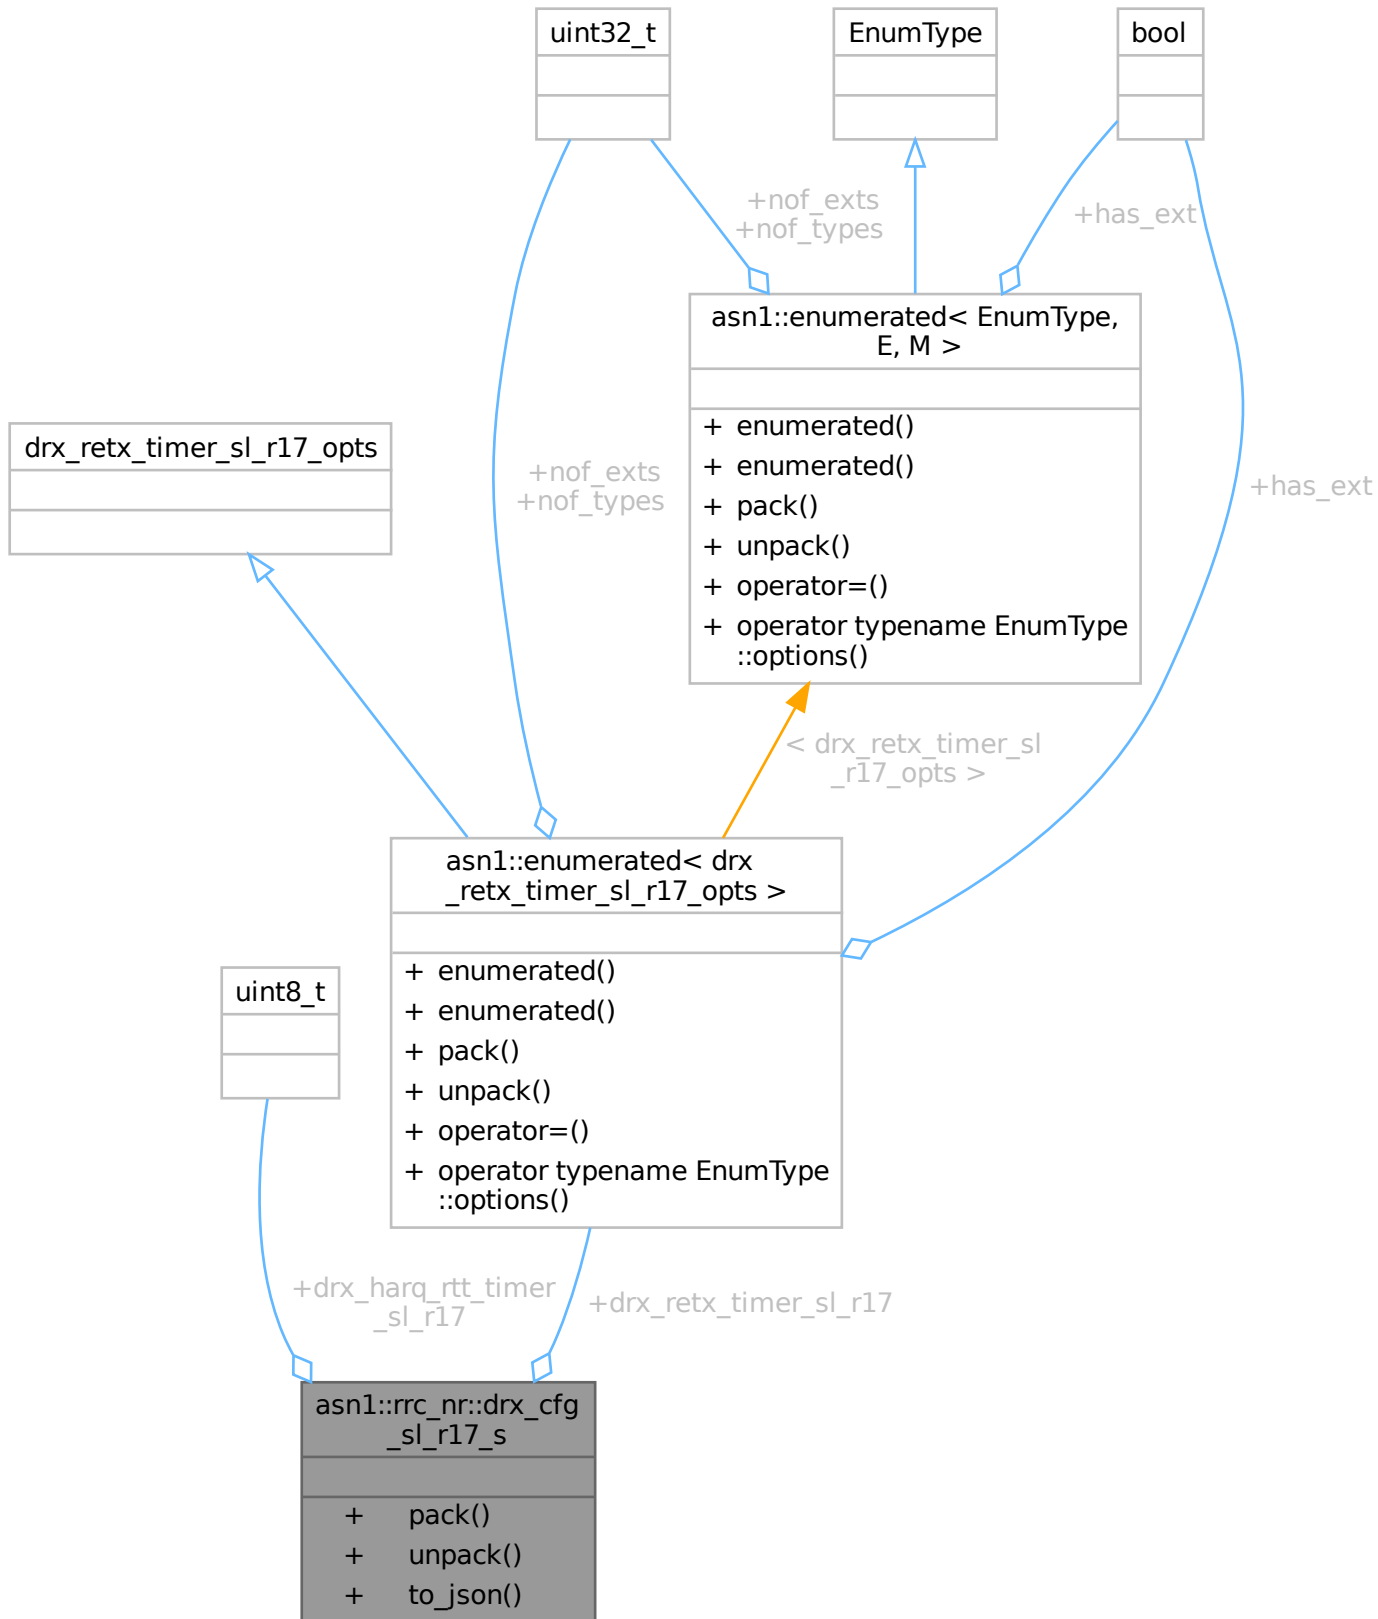 uint32_t
EnumType
bool
+nof_exts
+nof_types
+has_ext
asn1::enumerated< EnumType,
E, M >
+ enumerated()
+ enumerated()
+ pack()
+ unpack()
+ operator=()
+ operator typename EnumType
::options()
drx_retx_timer_sl_r17_opts
+nof_exts
+nof_types
+has_ext
< drx_retx_timer_sl
_r17_opts >
asn1::enumerated< drx
_retx_timer_sl_r17_opts >
+ enumerated()
+ enumerated()
+ pack()
+ unpack()
+ operator=()
+ operator typename EnumType
::options()
uint8_t
+drx_harq_rtt_timer
_sl_r17
+drx_retx_timer_sl_r17
asn1::rrc_nr::drx_cfg
_sl_r17_s
+ pack()
+ unpack()
+ to_json()